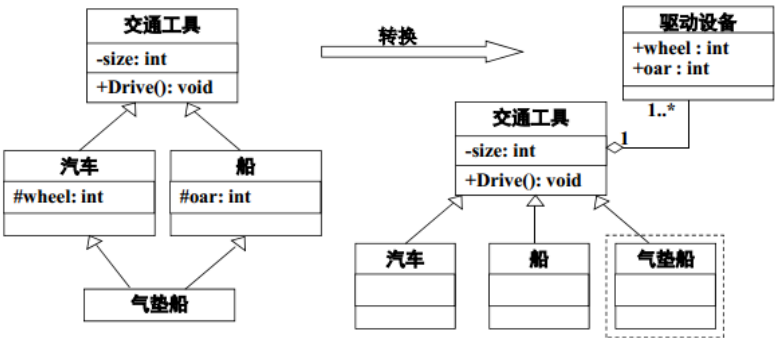 交通工具
-size: int
+Drive(): void
汽车
#wheel: int
船
#oar: int
气垫船
转换
驱动设备
+wheel : int
+oar : int
1..*
1
交通工具
-size: int
+Drive(): void
汽车
船
气垫船